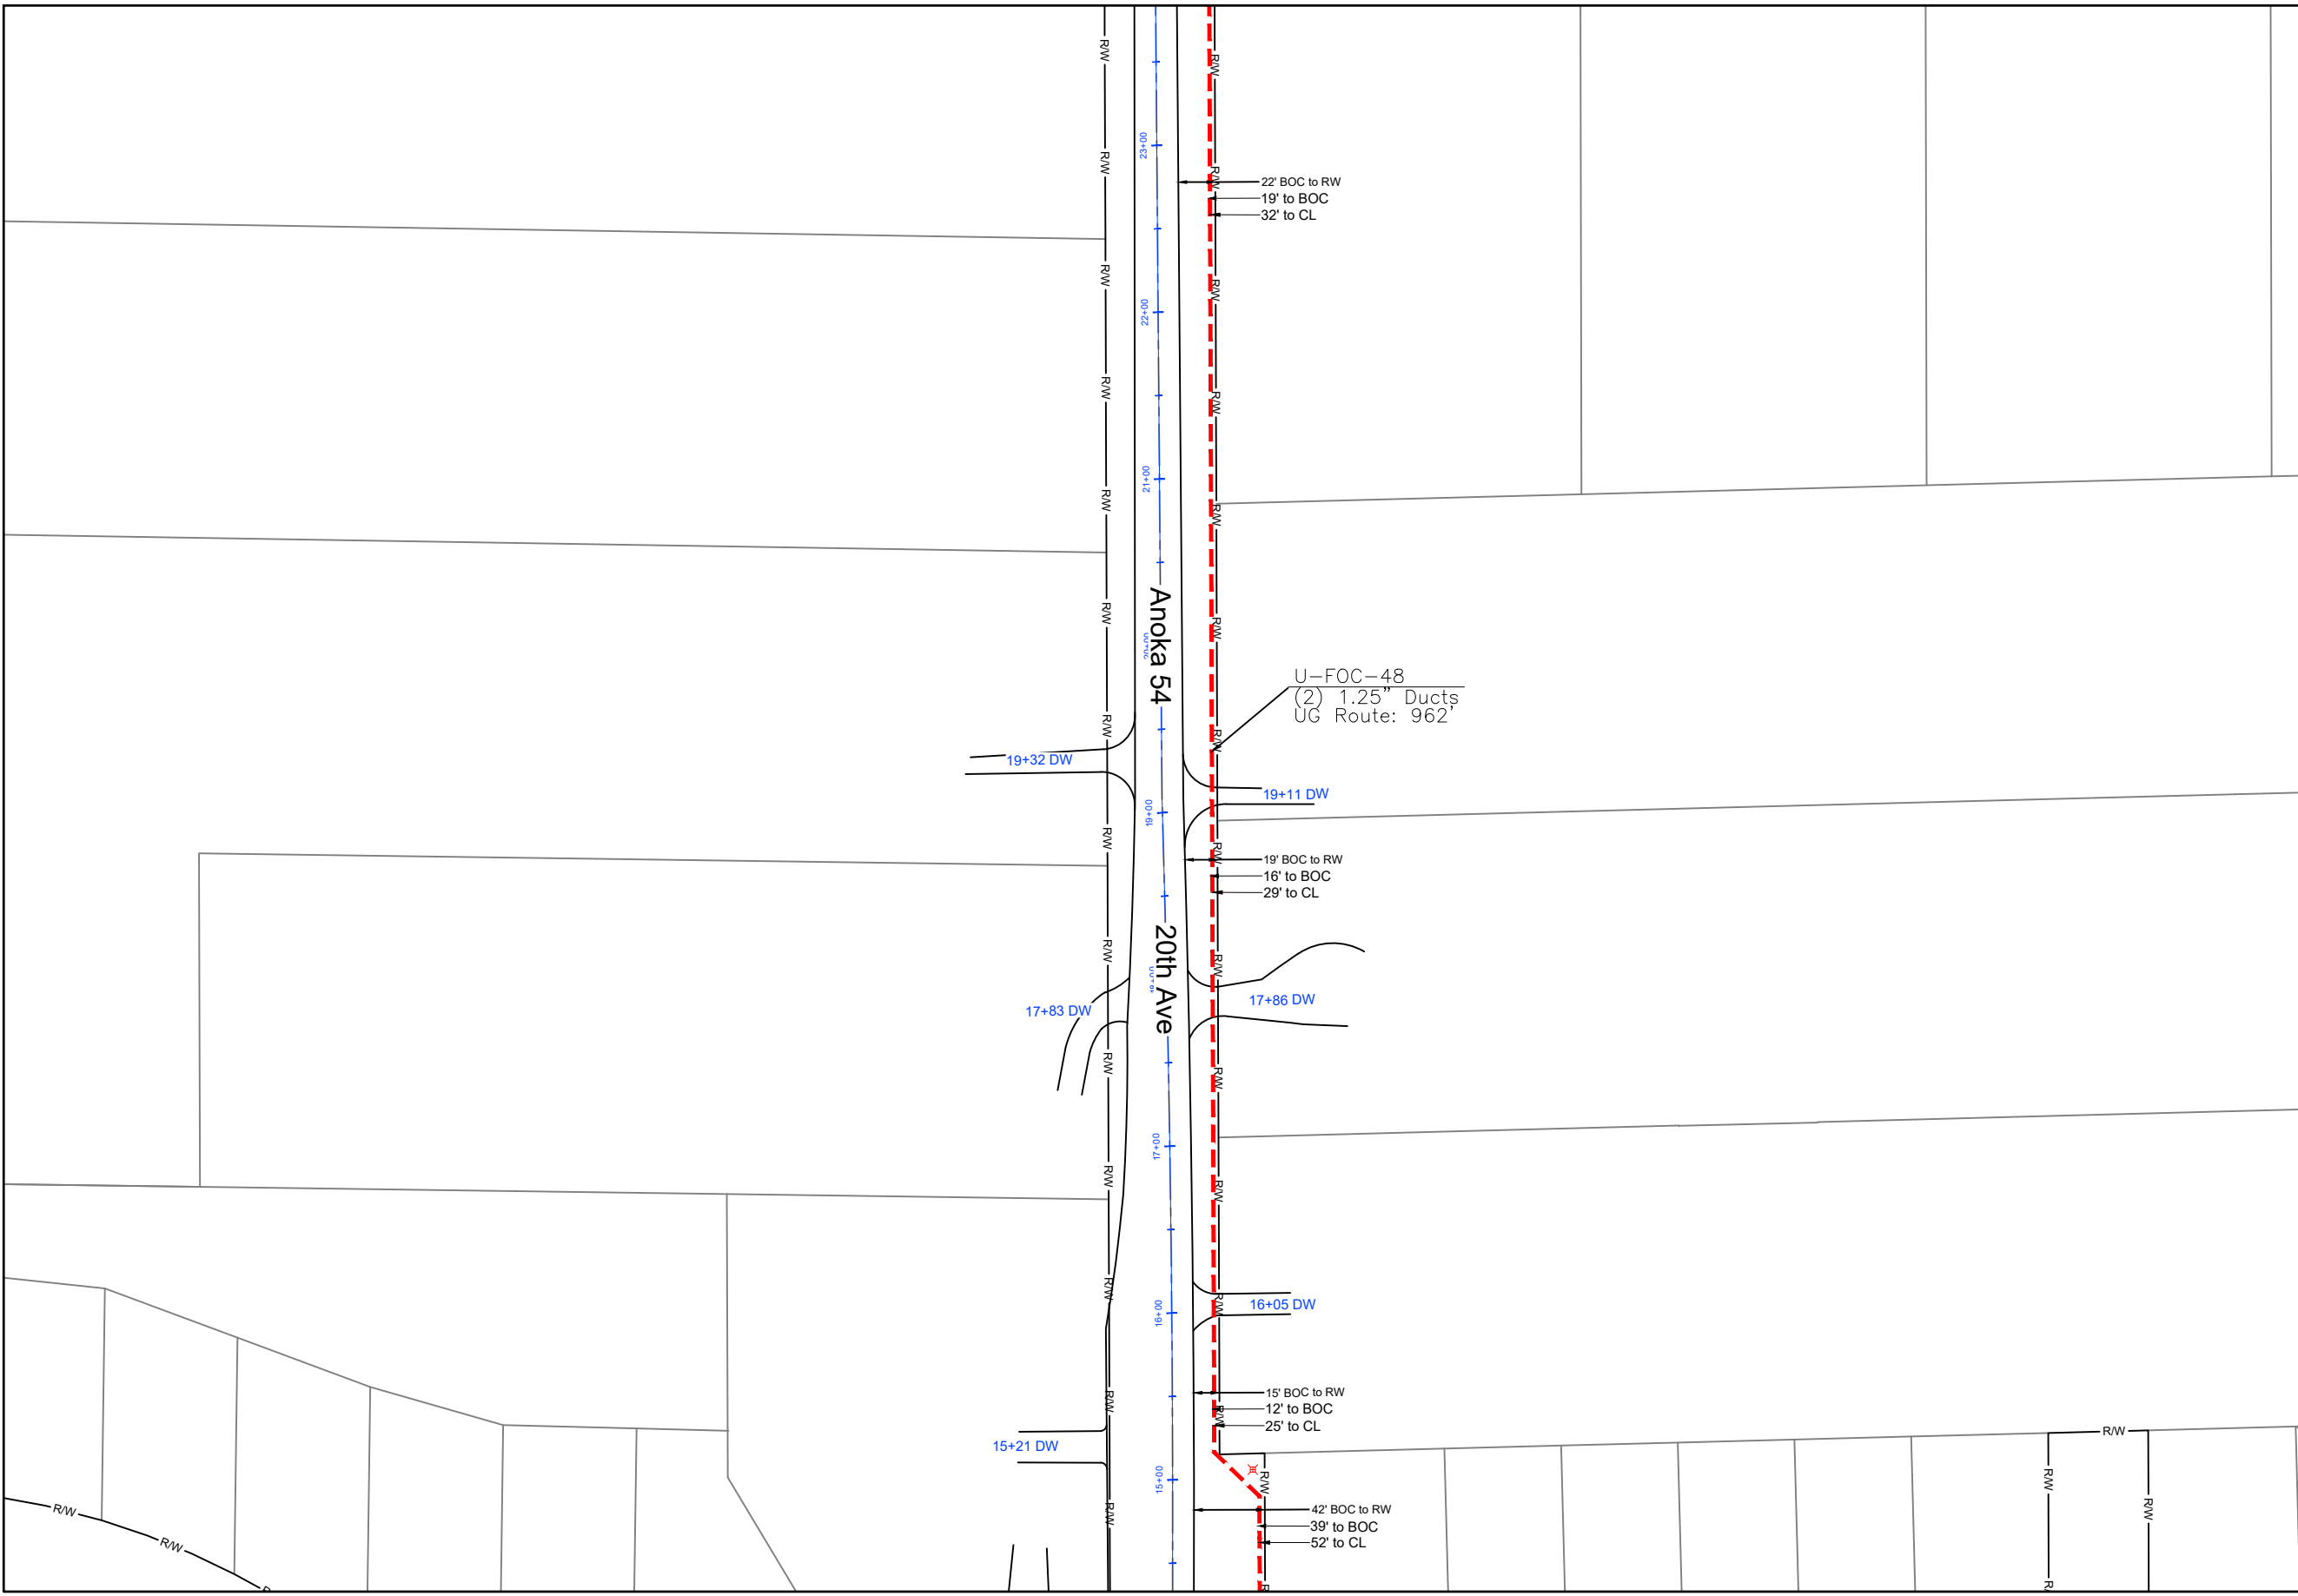 R/W
R/W
R/W
R/W
23+00
22' BOC to RW
19' to BOC
32' to CL
R/W
R/W
22+00
R/W
R/W
21+00
R/W
R/W
R/W
R/W
Anoka 54
20+00
U-FOC-48
(2) 1.25" Ducts
UG Route: 962'
R/W
R/W
19+32 DW
19+11 DW
19+00
R/W
R/W
19' BOC to RW
16' to BOC
29' to CL
R/W
R/W
20th Ave
17+83 DW
17+86 DW
R/W
R/W
17+00
R/W
R/W
R/W
R/W
16+05 DW
16+00
R/W
R/W
15' BOC to RW
12' to BOC
25' to CL
15+21 DW
R/W
15+00
R/W
R/W
R/W
R/W
R/W
R/W
42' BOC to RW
39' to BOC
52' to CL